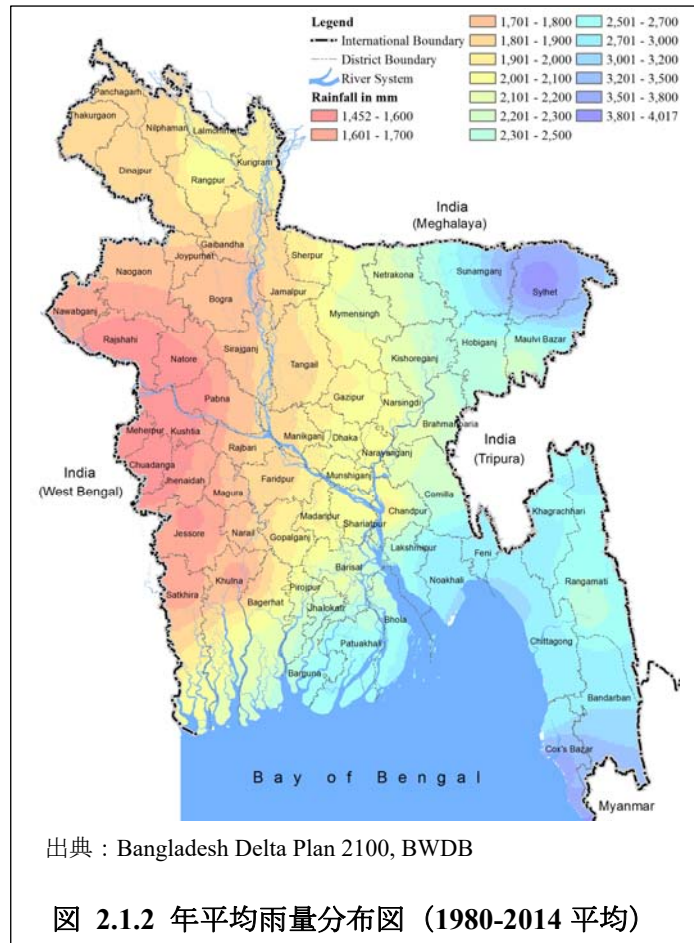 Legend
International Boundary
District Boundary
River System
Rainfall in mm
1,452 - 1,600
1,601 - 1,700
1,701 - 1,800
1,801 - 1,900
1,901 - 2,000
2,001 - 2,100
2,101 - 2,200
2,201 - 2,300
2,301 - 2,500
2,501 - 2,700
2,701 - 3,000
3,001 - 3,200
3,201 - 3,500
3,501 - 3,800
3,801 - 4,017
Panchagarh
Thakurgaon
Nilphamari
Lalmonirhat
Kurigram
Dinajpur
Rangpur
India
(Meghalaya)
Gaibandha
Joypurhat
Sherpur
Naogaon
Netrakona
Sunamganj
Sylhet
Bogra
Jamalpur
Mymensingh
Nawabganj
Rajshahi
Hobiganj
Maulvi Bazar
Natore
Sirajganj
Tangail
Kishoreganj
Pabna
Gazipur
Narsingdi
Meherpur
Kushtia
Brahmanbaria
India
(Tripura)
Manikganj
Dhaka
Rajbari
Narayanganj
India
(West Bengal)
Chuadanga
Jhenaidah
Faridpur
Munshiganj
Magura
Comilla
Khagrachhari
Madaripur
Chandpur
Shariatpur
Jessore
Narail
Gopalganj
Lakshmipur
Feni
Barisal
Noakhali
Rangamati
Khulna
Pirojpur
Satkhira
Bagerhat
Jhalokati
Bhola
Patuakhali
Chittagong
Barguna
Bandarban
Cox's Bazar
Bay of Bengal
Myanmar
出典：Bangladesh Delta Plan 2100, BWDB
図 2.1.2 年平均雨量分布図（1980-2014 平均）